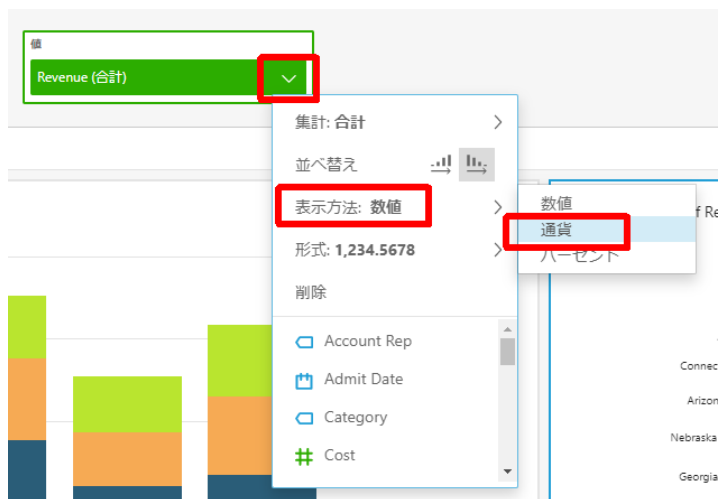 値
Revenue (合計)
集計: 合計
並べ替え
表示方法: 数値
形式: 1,234.5678
削除
Account Rep
Admit Date
Category
Cost
数値
通貨
パーセント
f Re
Connec
Arizon
Nebraska
Georgia